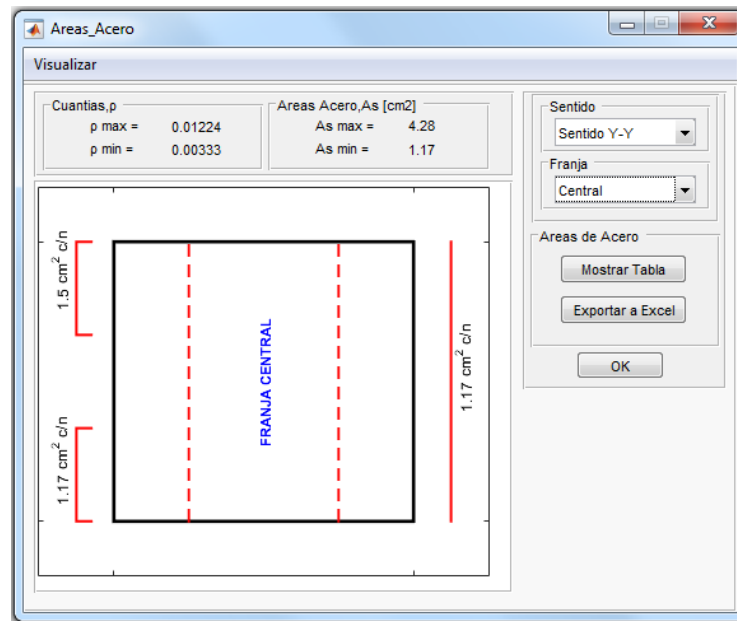 Areas_Acero
Visualizar
Cuantias,ρ
ρ max = 0.01224
ρ min = 0.00333
Areas Acero,As [cm2]
As max = 4.28
As min = 1.17
Sentido
Sentido Y-Y
Franja
Central
Areas de Acero
Mostrar Tabla
Exportar a Excel
OK
1.5 cm² c/n
1.17 cm² c/n
FRANJA CENTRAL
1.17 cm² c/n